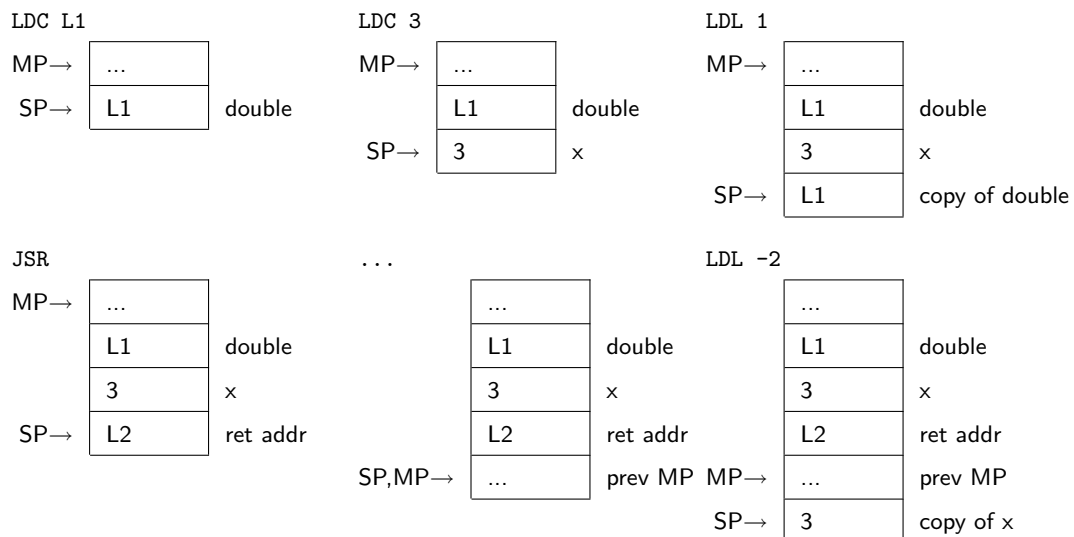 LDC L1 LDC 3 LDL 1
MP→ ... MP→ ... MP→ ...
SP→ L1 double L1 double L1 double
SP→ 3 x 3 x
SP→ L1 copy of double
JSR ... LDL -2
MP→ ... ... ...
L1 double L1 double L1 double
3 x 3 x 3 x
SP→ L2 ret addr L2 ret addr L2 ret addr
SP,MP→ ... prev MP MP→ ... prev MP
SP→ 3 copy of x